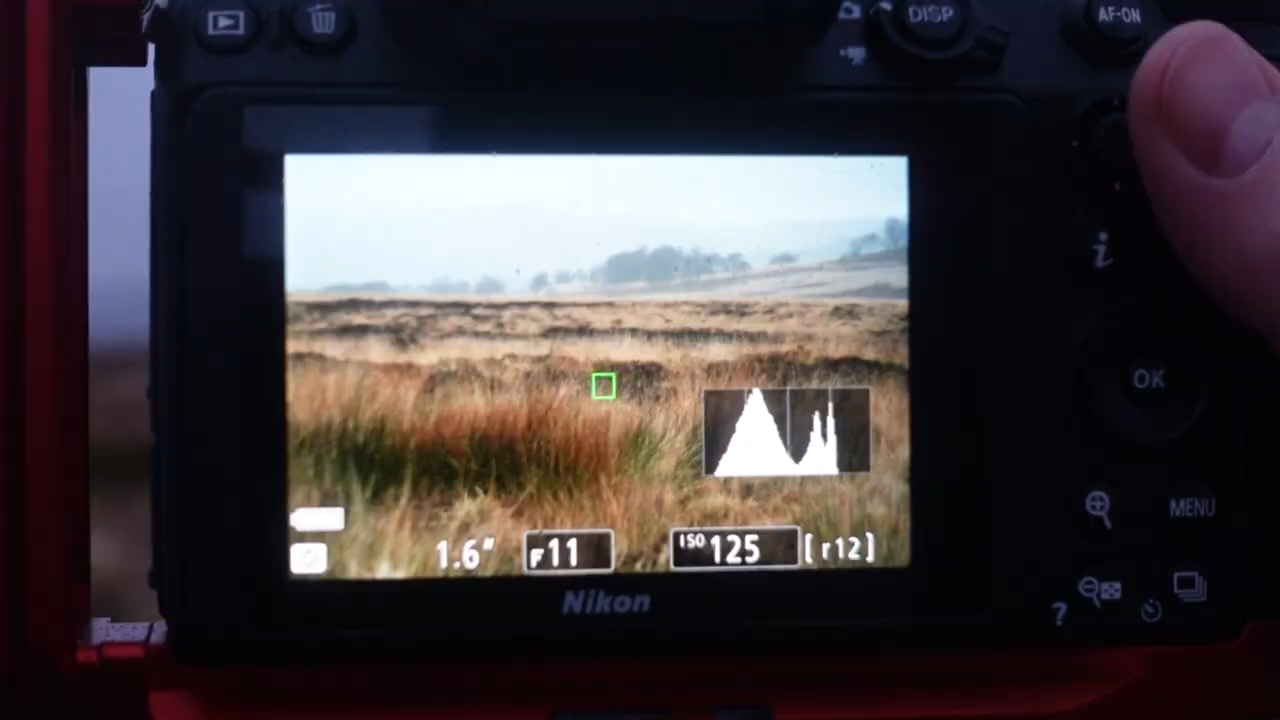 DISP
AF-ON
i
OK
1.6" F11 ISO 125 [r12]
Nikon
MENU
?